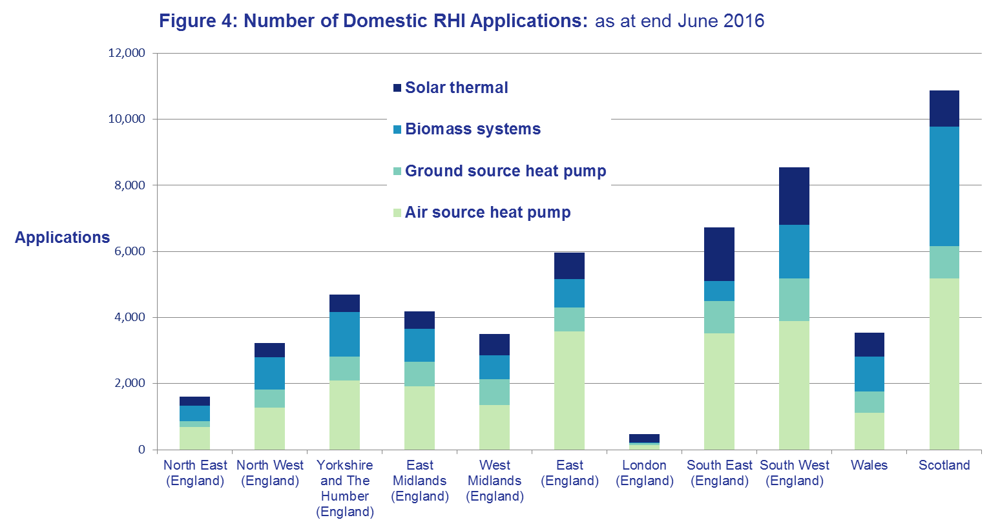 Figure 4: Number of Domestic RHI Applications: as at end June 2016
12,000
10,000
8,000
6,000
4,000
2,000
0
Applications
Solar thermal
Biomass systems
Ground source heat pump
Air source heat pump
North East
(England)
North West
(England)
Yorkshire
and The
Humber
(England)
East
Midlands
(England)
West
Midlands
(England)
East
(England)
London
(England)
South East
(England)
South West
(England)
Wales
Scotland